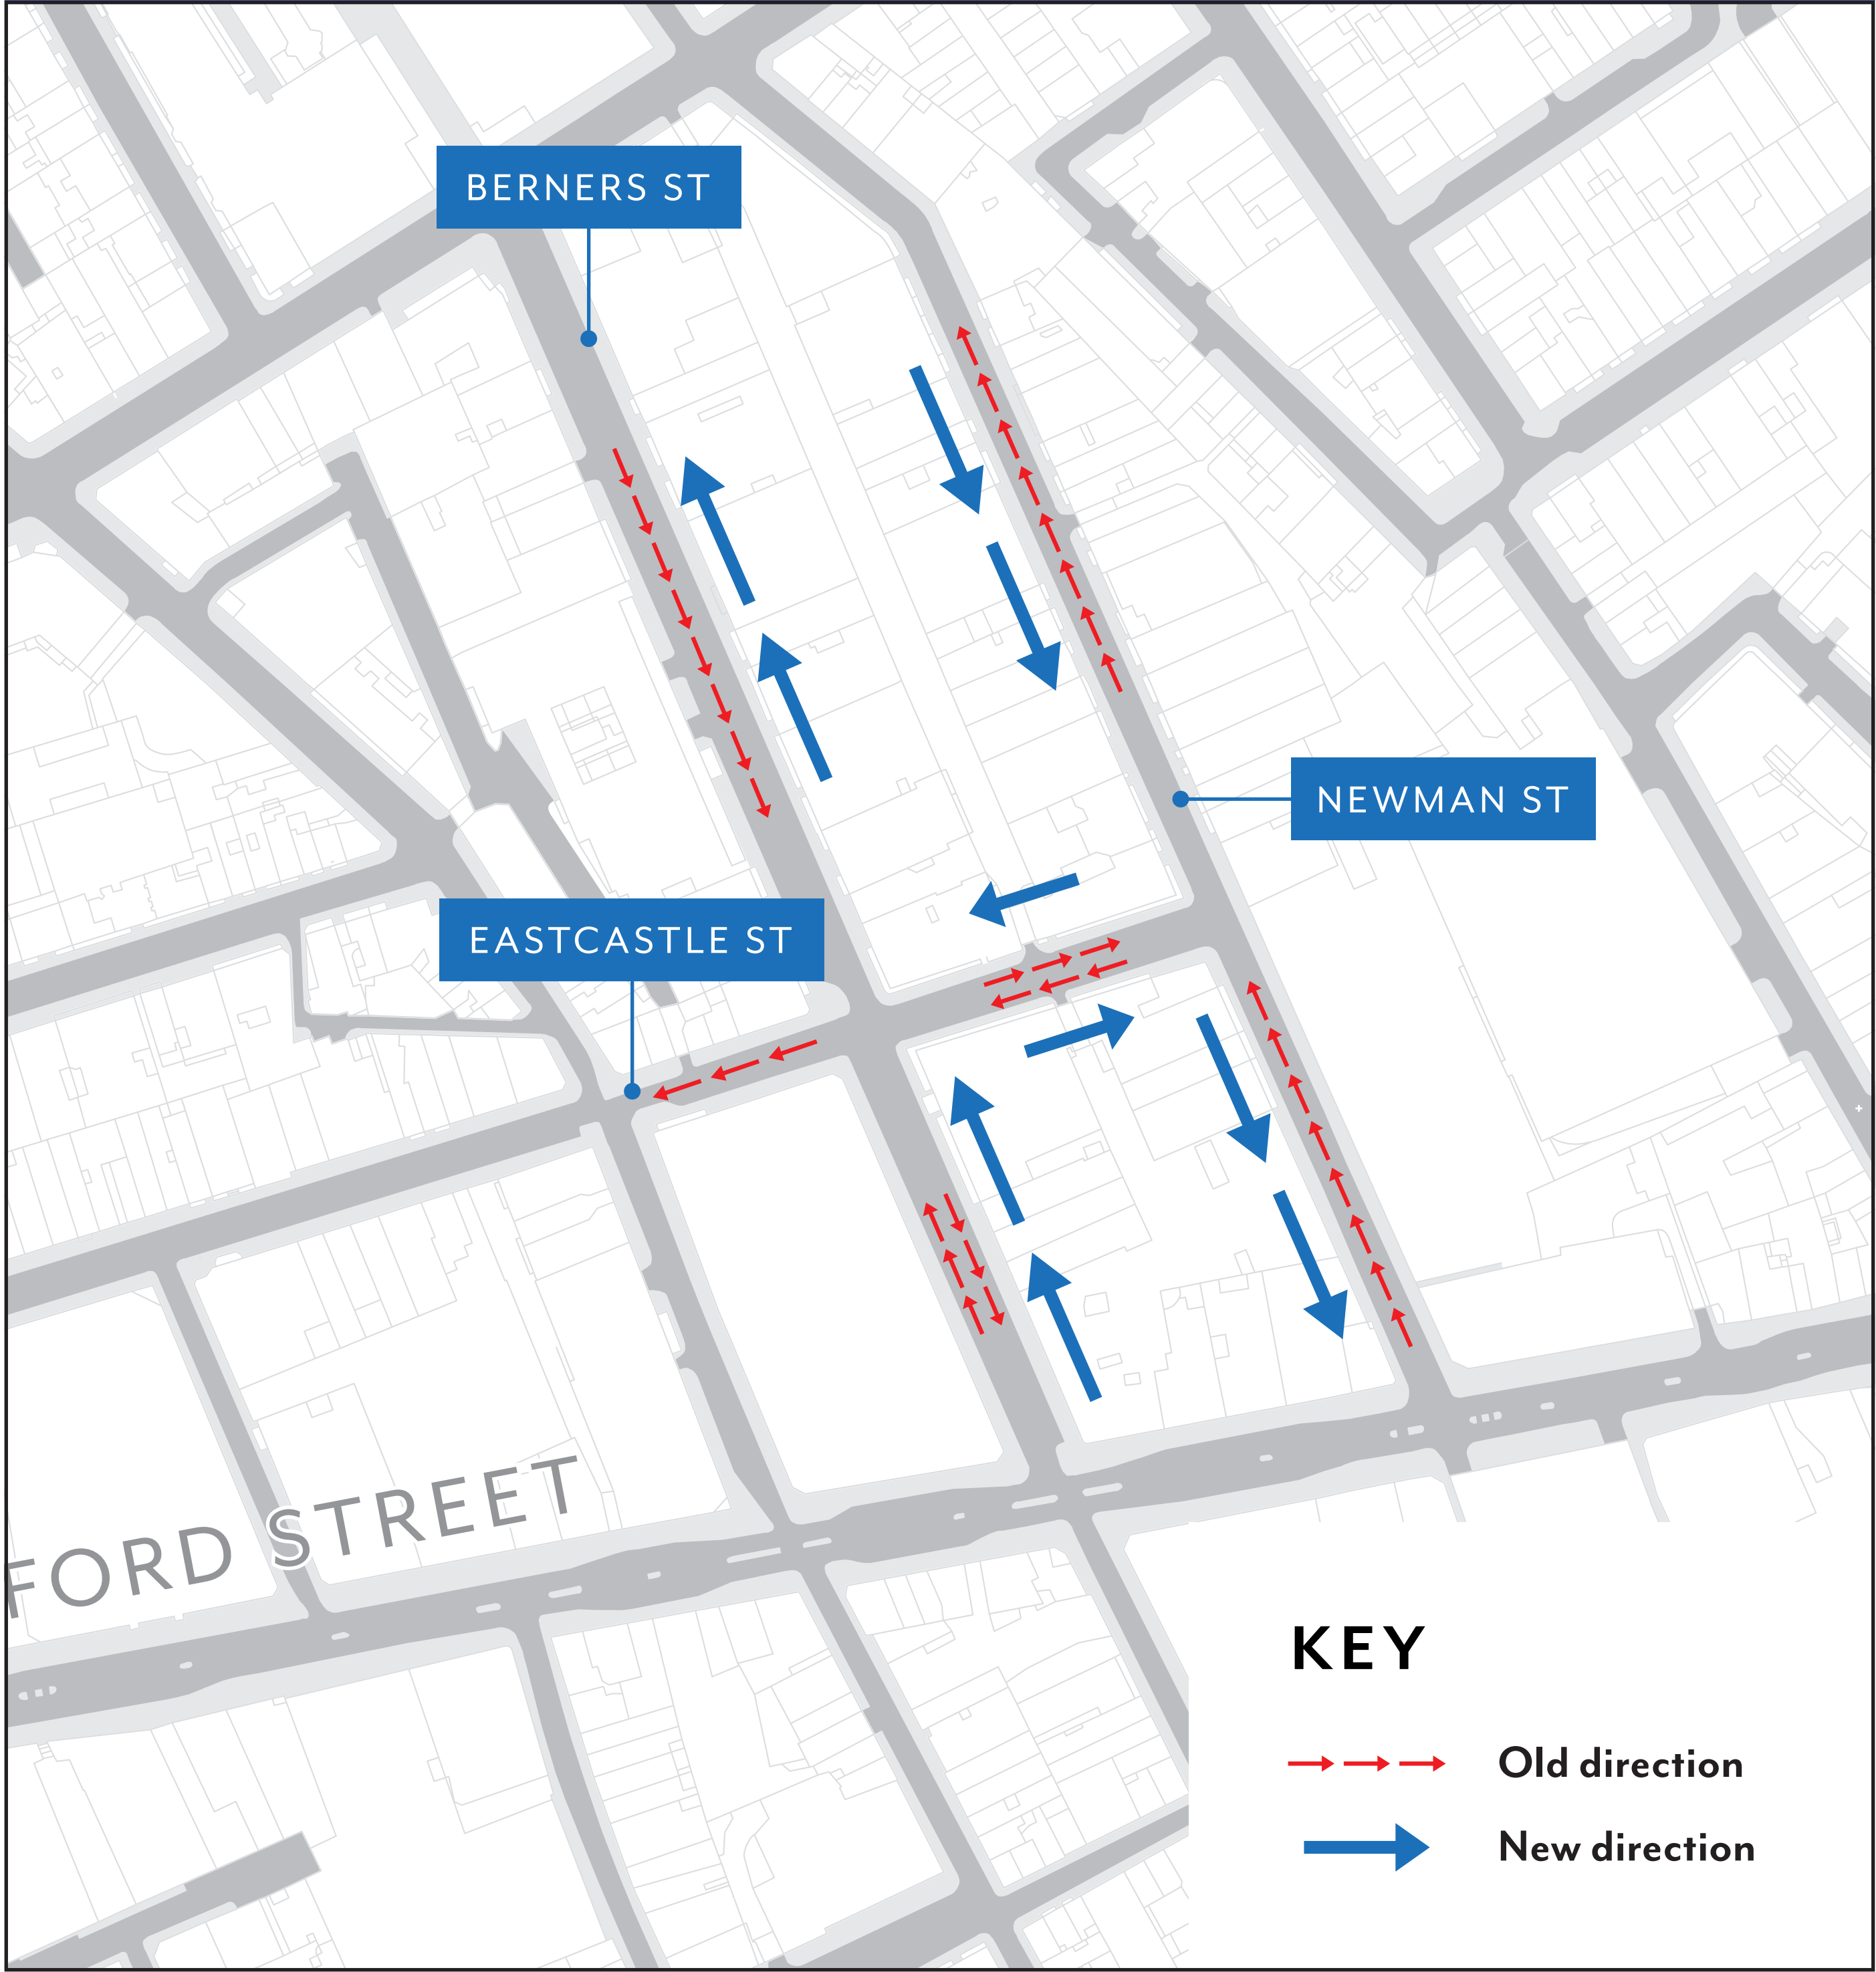 BERNERS ST
NEWMAN ST
EASTCASTLE ST
FORD STREET
KEY
Old direction
New direction